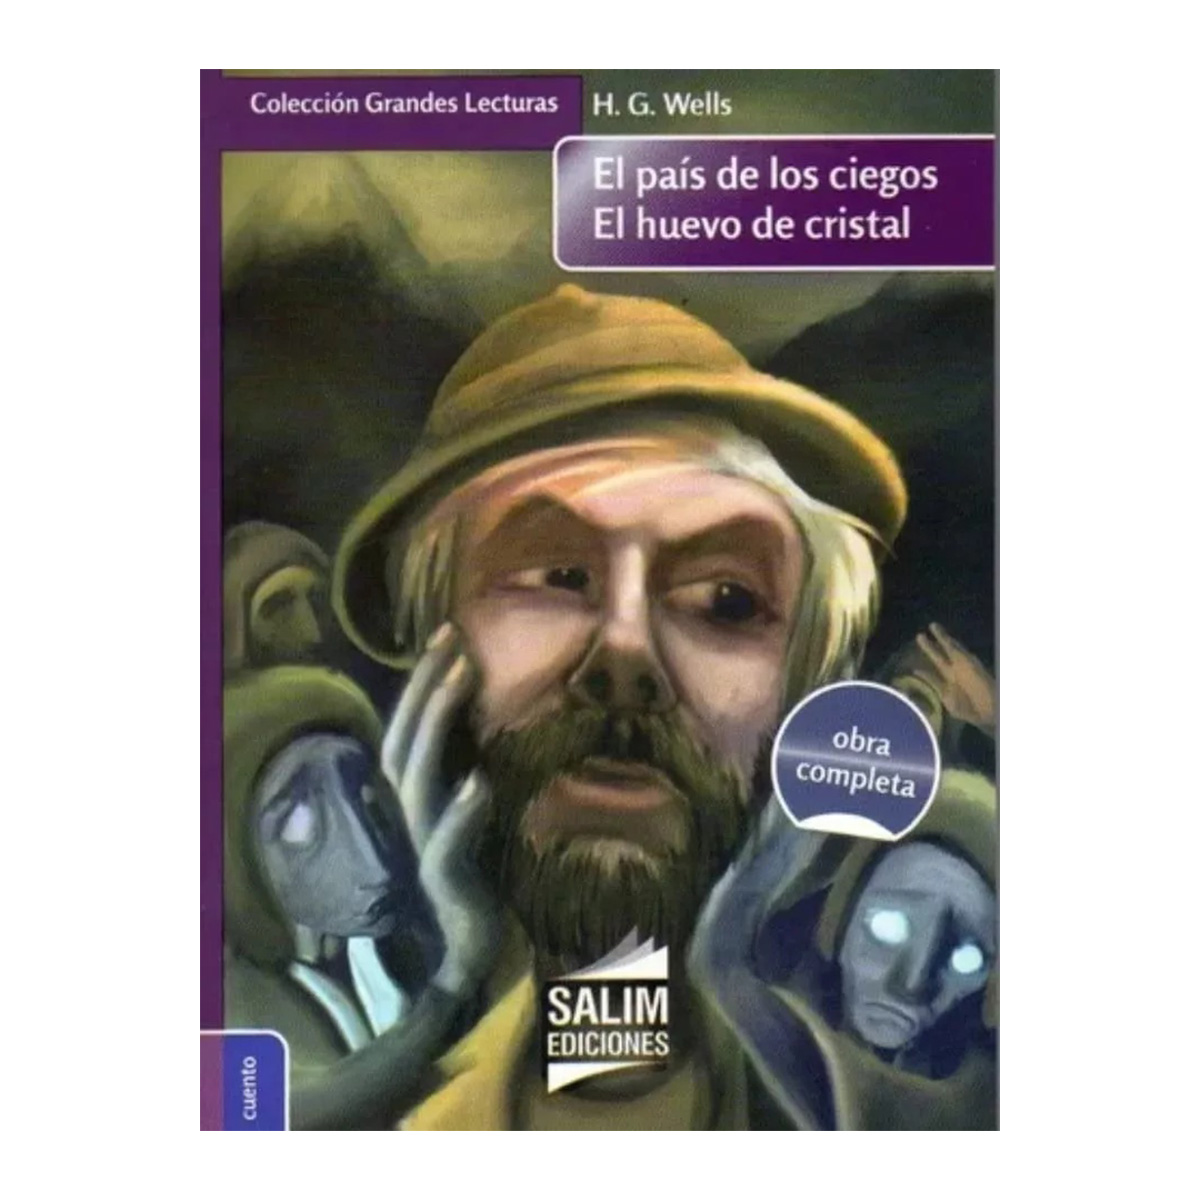 Colección Grandes Lecturas
H. G. Wells
El país de los ciegos
El huevo de cristal
obra
completa
SALIM
EDICIONES
cuento